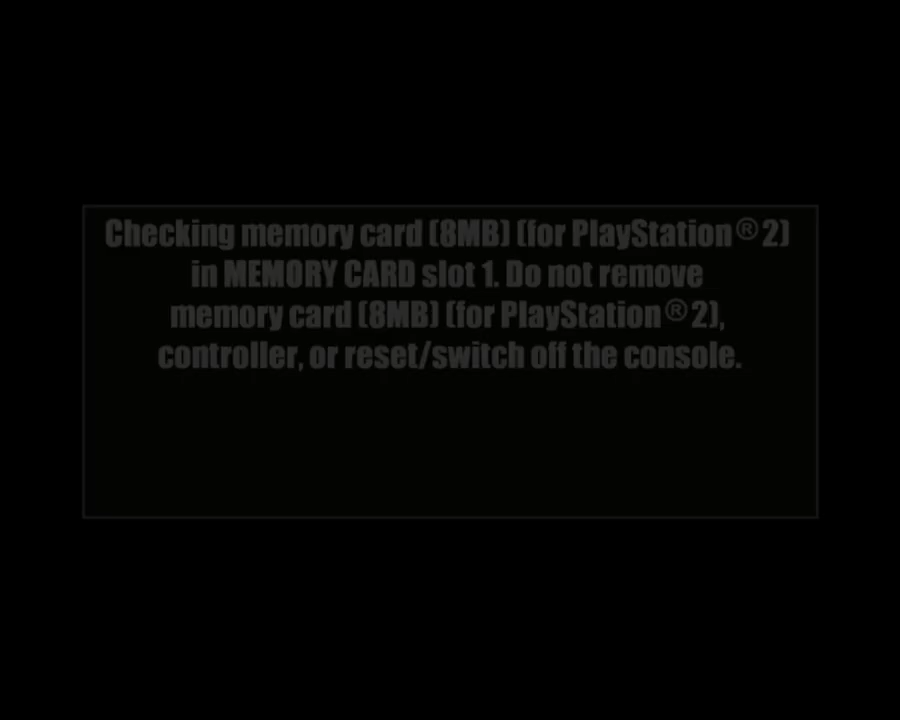 Checking memory card (8MB) (for PlayStation®2)
in MEMORY CARD slot 1. Do not remove
memory card (8MB) (for PlayStation®2),
controller, or reset/switch off the console.